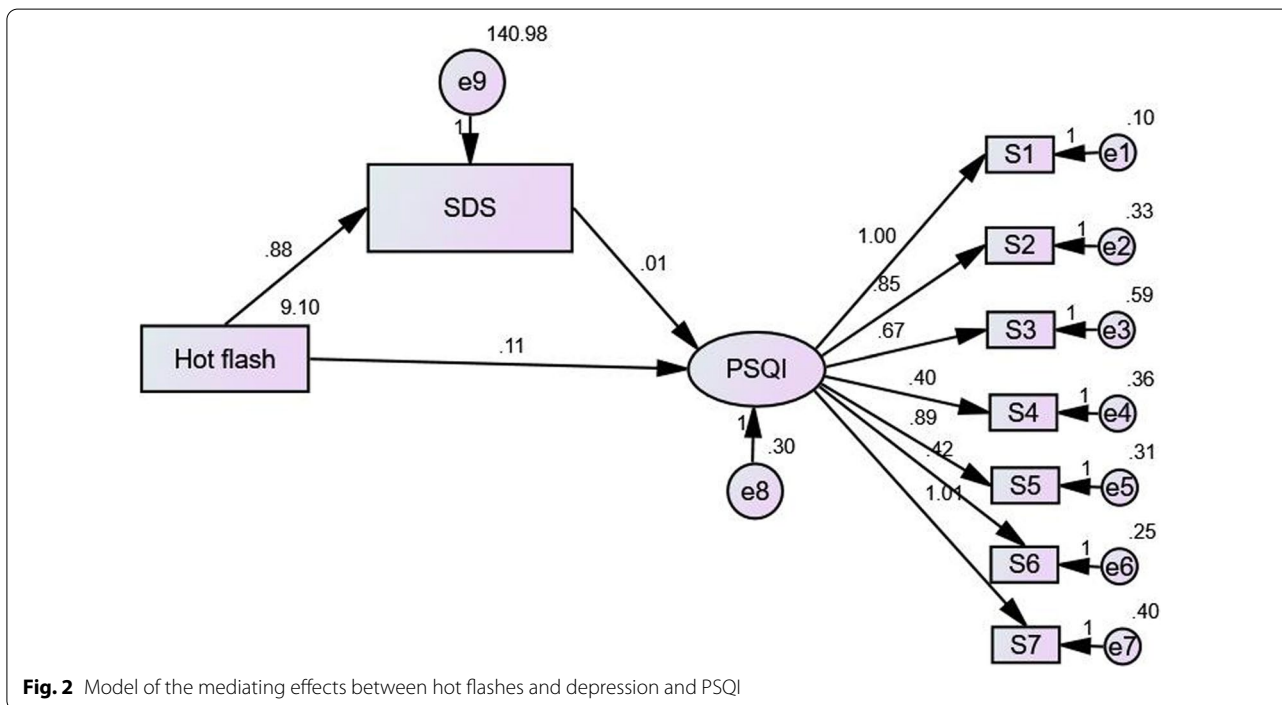 140.98
e9
1
.10
1
S1
e1
SDS
.33
1
S2
e2
1.00
.88
.01
.85
.59
1
S3
e3
9.10
.67
Hot flash
.11
PSQI
.40
.36
1
S4
e4
.89
.42
1
.30
.31
1
S5
e5
e8
1.01
.25
1
S6
e6
.40
1
S7
e7
Fig. 2 Model of the mediating effects between hot flashes and depression and PSQI